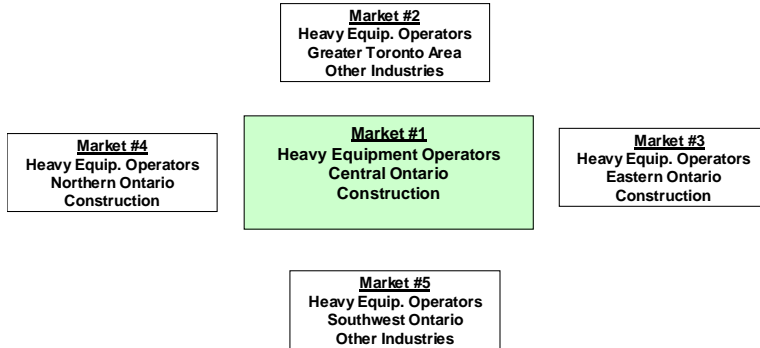 Market #2
Heavy Equip. Operators
Greater Toronto Area
Other Industries
Market #4
Heavy Equip. Operators
Northern Ontario
Construction
Market #1
Heavy Equipment Operators
Central Ontario
Construction
Market #3
Heavy Equip. Operators
Eastern Ontario
Construction
Market #5
Heavy Equip. Operators
Southwest Ontario
Other Industries